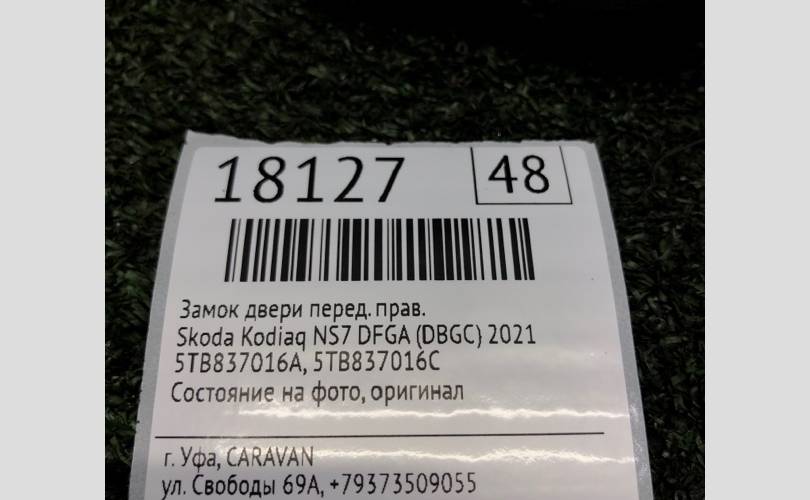 18127 48
Замок двери перед. прав.
Skoda Kodiaq NS7 DFGA (DBGC) 2021
5TB837016A, 5TB837016C
Состояние на фото, оригинал
г. Уфа, CARAVAN
ул. Свободы 69А, +79373509055